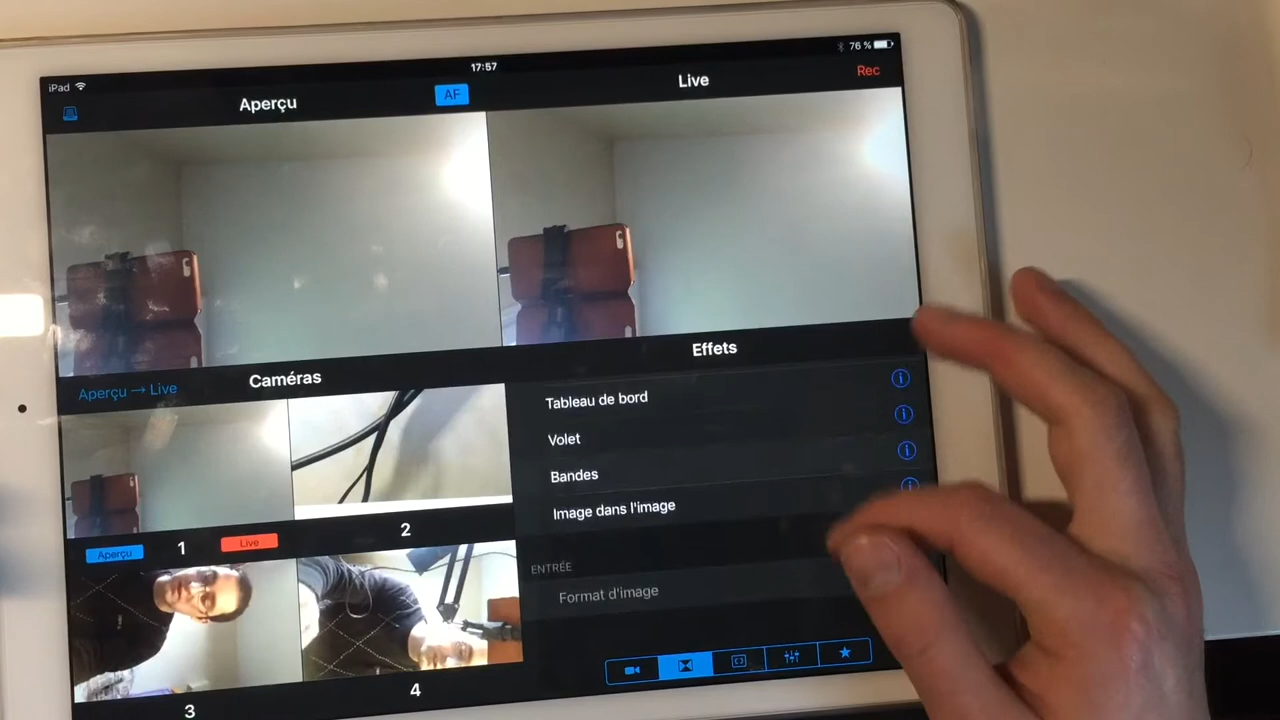 iPad
17:57
76 %
Aperçu
AF
Live
Rec
Aperçu → Live
Caméras
Effets
Tableau de bord
Volet
Bandes
Image dans l'image
1
2
Aperçu
Live
ENTRÉE
Format d'image
3
4